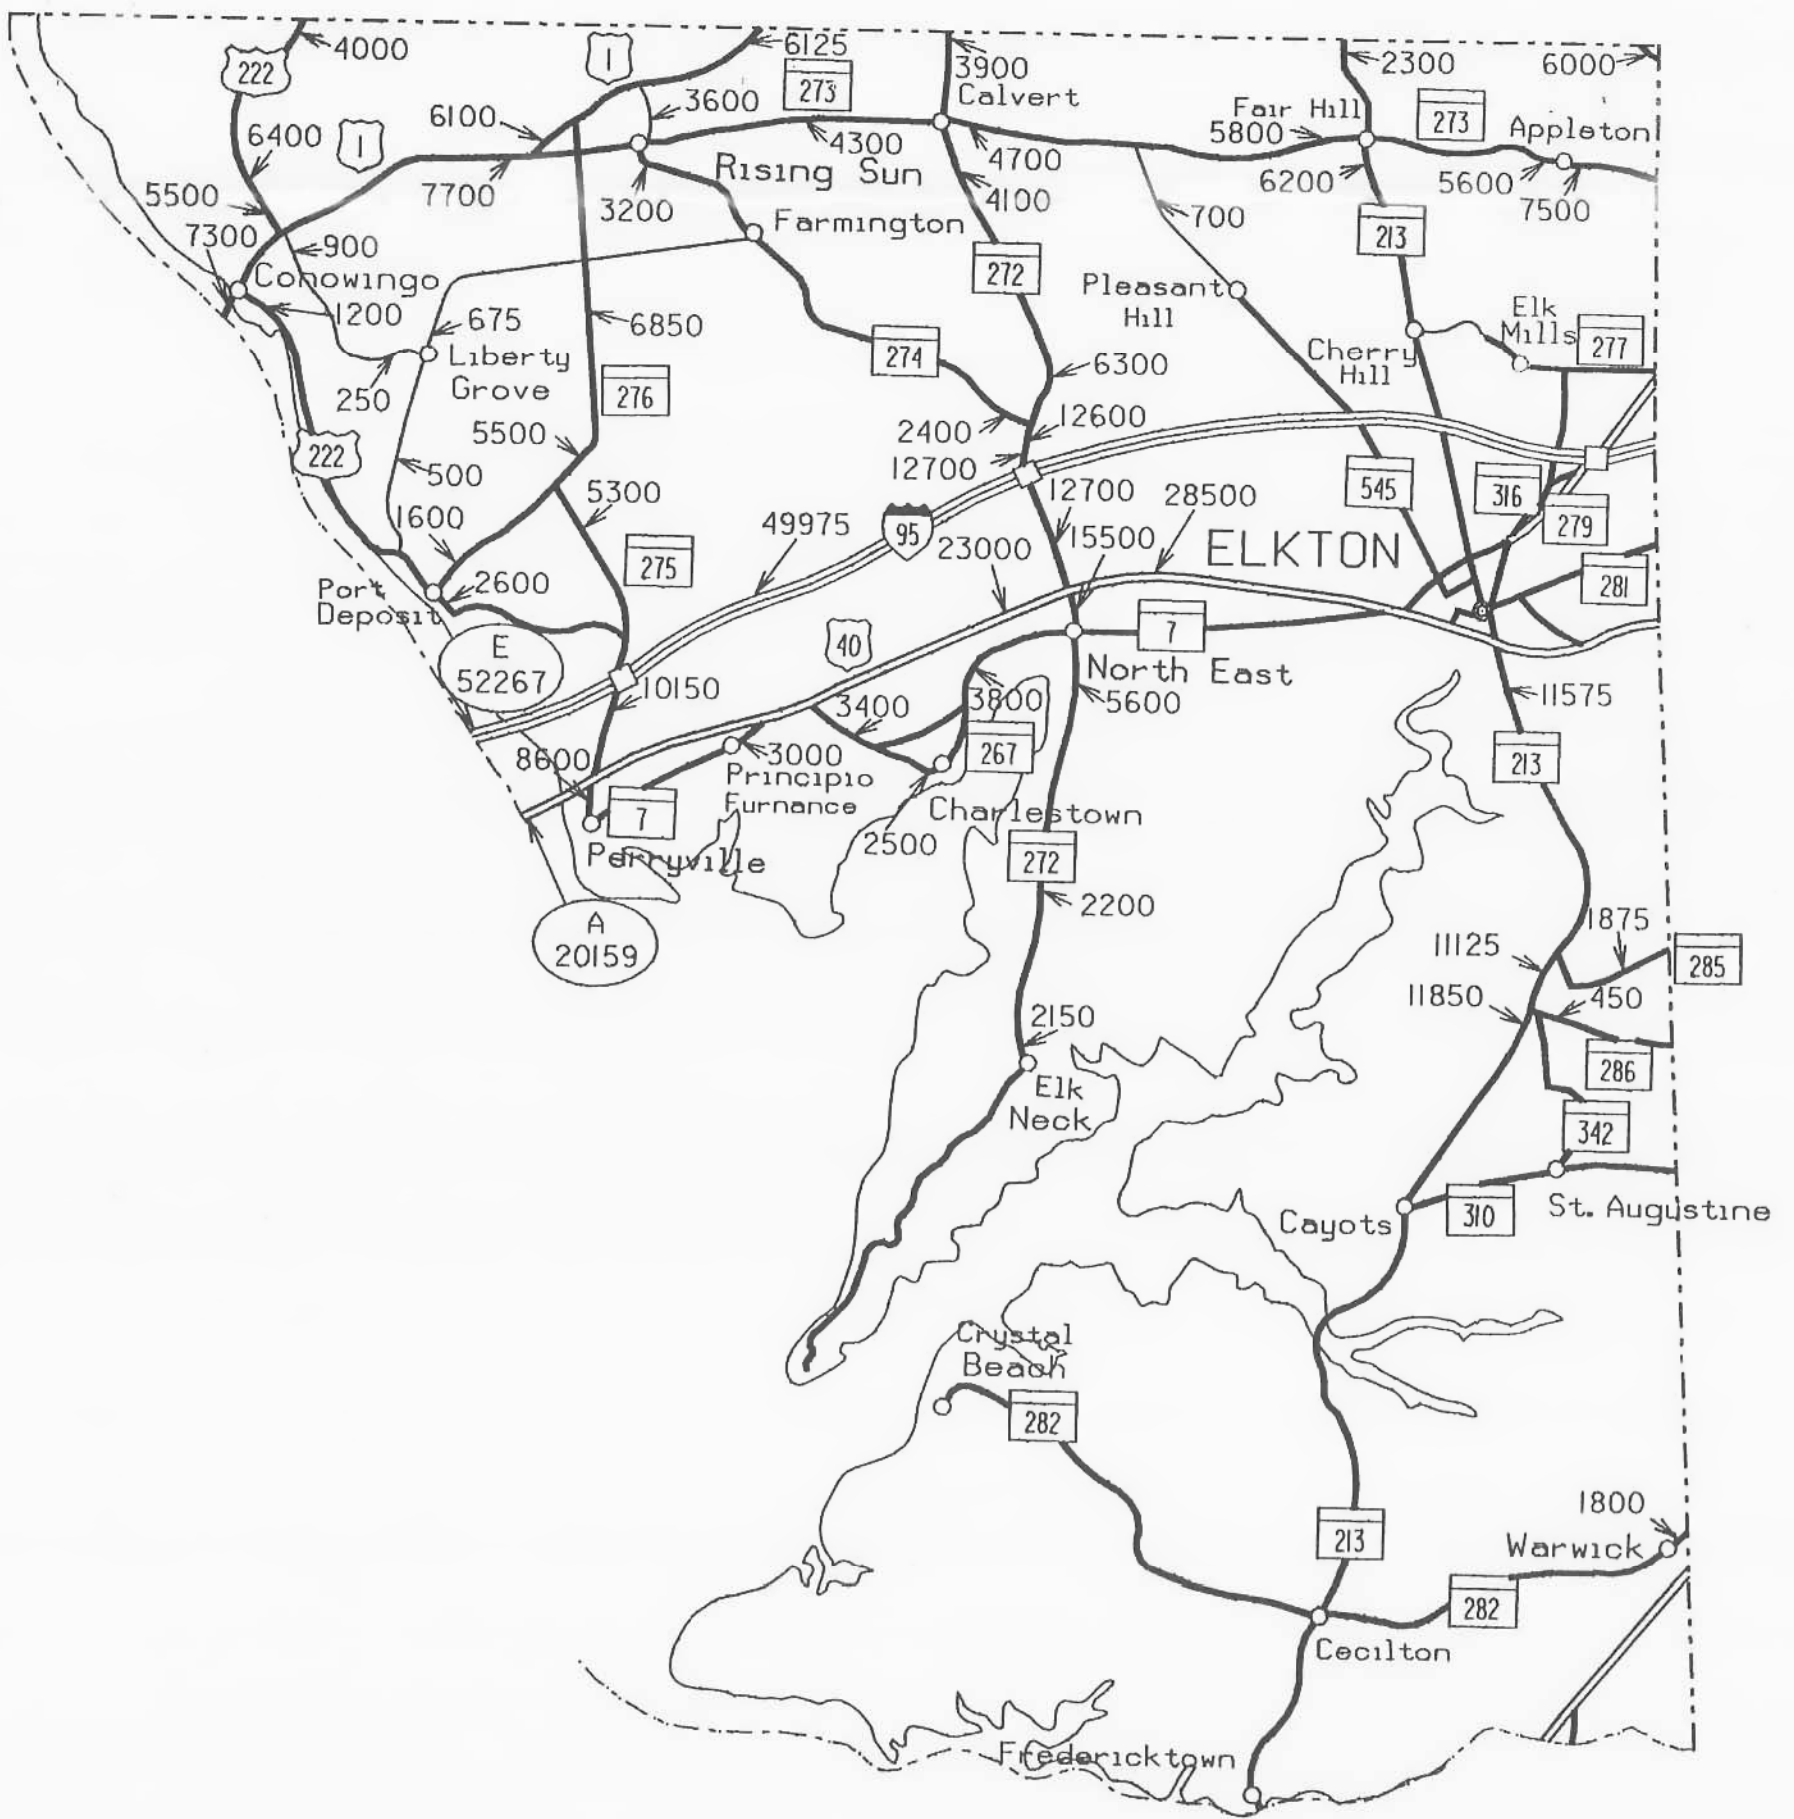 4000
222
1
6125
273
3900
Calvert
2300
6000
Fair Hill
273
Appleton
6400
1
6100
3600
4300
5800
4700
Rising Sun
5500
7700
3200
4100
6200
5600
7500
700
7300
900
Farmington
213
272
Conowingo
Pleasant
Hill
Elk
Mills
1200
675
6850
277
Liberty
Grove
274
Cherry
Hill
6300
276
250
12600
5500
2400
222
12700
500
5300
12700
28500
545
316
279
1600
49975
95
23000
15500
ELKTON
275
2600
281
Port
Deposit
7
E
52267
40
North East
10150
3400
3800
5600
11575
8600
3000
267
213
Principio
Furnance
7
Charlestown
2500
272
Perryville
2200
A
20159
1875
11125
285
11850
450
2150
286
Elk
Neck
342
Cayots
310
St. Augustine
Crystal
Beach
282
1800
213
Warwick
282
Cecilton
Fredericktown